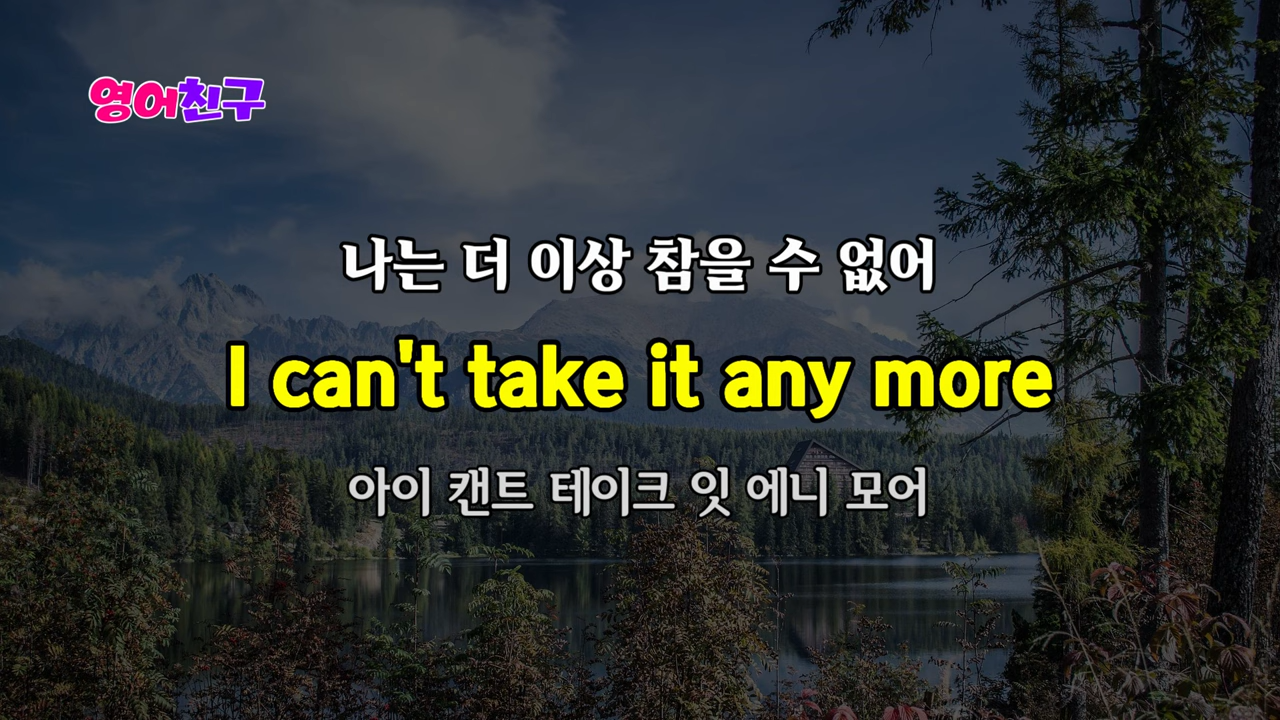 영어친구
나는 더 이상 참을 수 없어
I can't take it any more
아이 캔트 테이크 잇 에니 모어